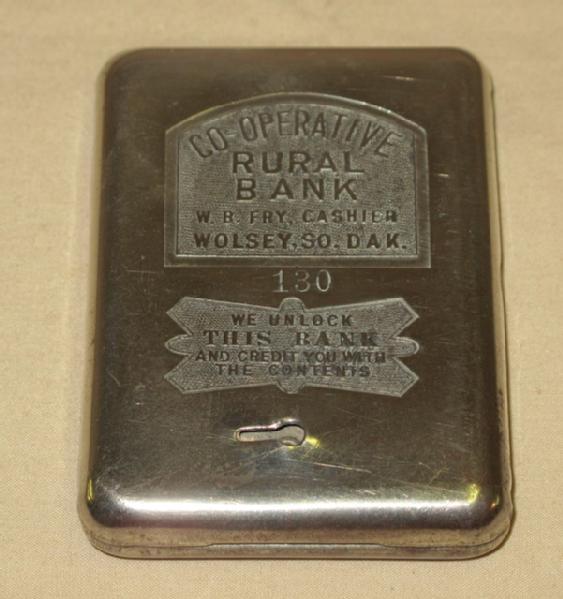 CO-OPERATIVE
RURAL
BANK
W. B. FRY, CASHIER
WOLSEY, SO. DAK.
130
WE UNLOCK
THIS BANK
AND CREDIT YOU WITH
THE CONTENTS